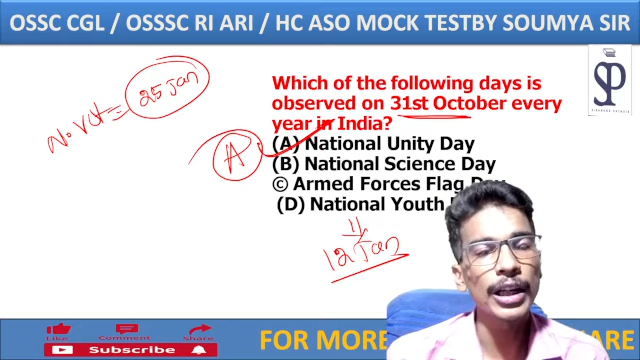 OSSC CGL / OSSSC RI ARI / HC ASO MOCK TESTBY SOUMYA SIR
SP
Which of the following days is
observed on 31st October every
year in India?
(A) National Unity Day
(B) National Science Day
© Armed Forces Flag Day
(D) National Youth
25 Jan
A
12 Jan
Like
Comment
Share
Subscribe
FOR MORE
ARE